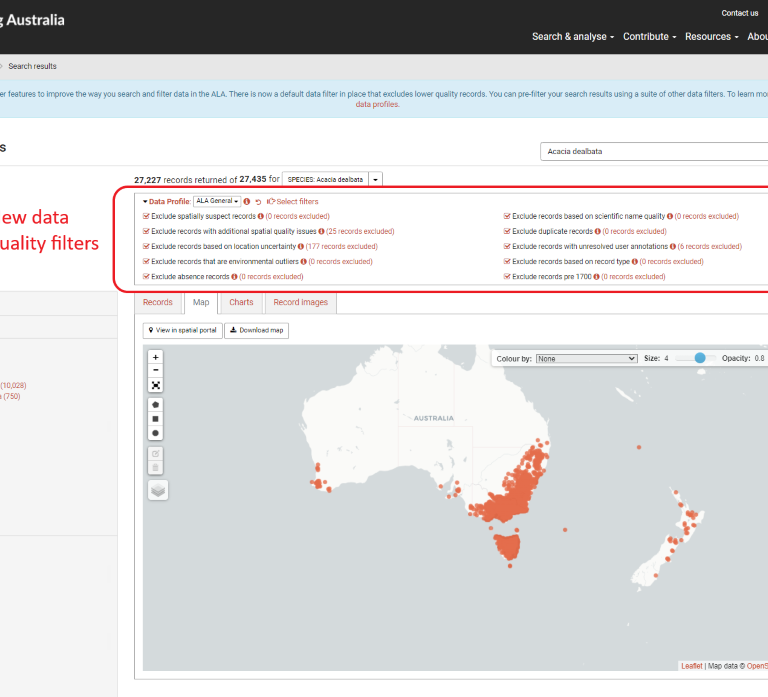 g Australia
Contact us
Search & analyse Contribute Resources Abou
Search results
er features to improve the way you search and filter data in the ALA. There is now a default data filter in place that excludes lower quality records. You can pre-filter your search results using a suite of other data filters. To learn mo
data profiles.
s
Acacia dealbata
27,227 records returned of 27,435 for SPECIES: Acacia dealbata
ew data
uality filters
Data Profile: ALA General Select filters
Exclude spatially suspect records (0 records excluded)
Exclude records based on scientific name quality (0 records excluded)
Exclude records with additional spatial quality issues (25 records excluded)
Exclude duplicate records (0 records excluded)
Exclude records based on location uncertainty (177 records excluded)
Exclude records with unresolved user annotations (6 records excluded)
Exclude records that are environmental outliers (0 records excluded)
Exclude records based on record type (0 records excluded)
Exclude absence records (0 records excluded)
Exclude records pre 1700 (0 records excluded)
Records Map Charts Record images
View in spatial portal Download map
(10,028)
(750)
+
−
Colour by: None Size: 4 Opacity: 0.8
AUSTRALIA
Leaflet | Map data © OpenS